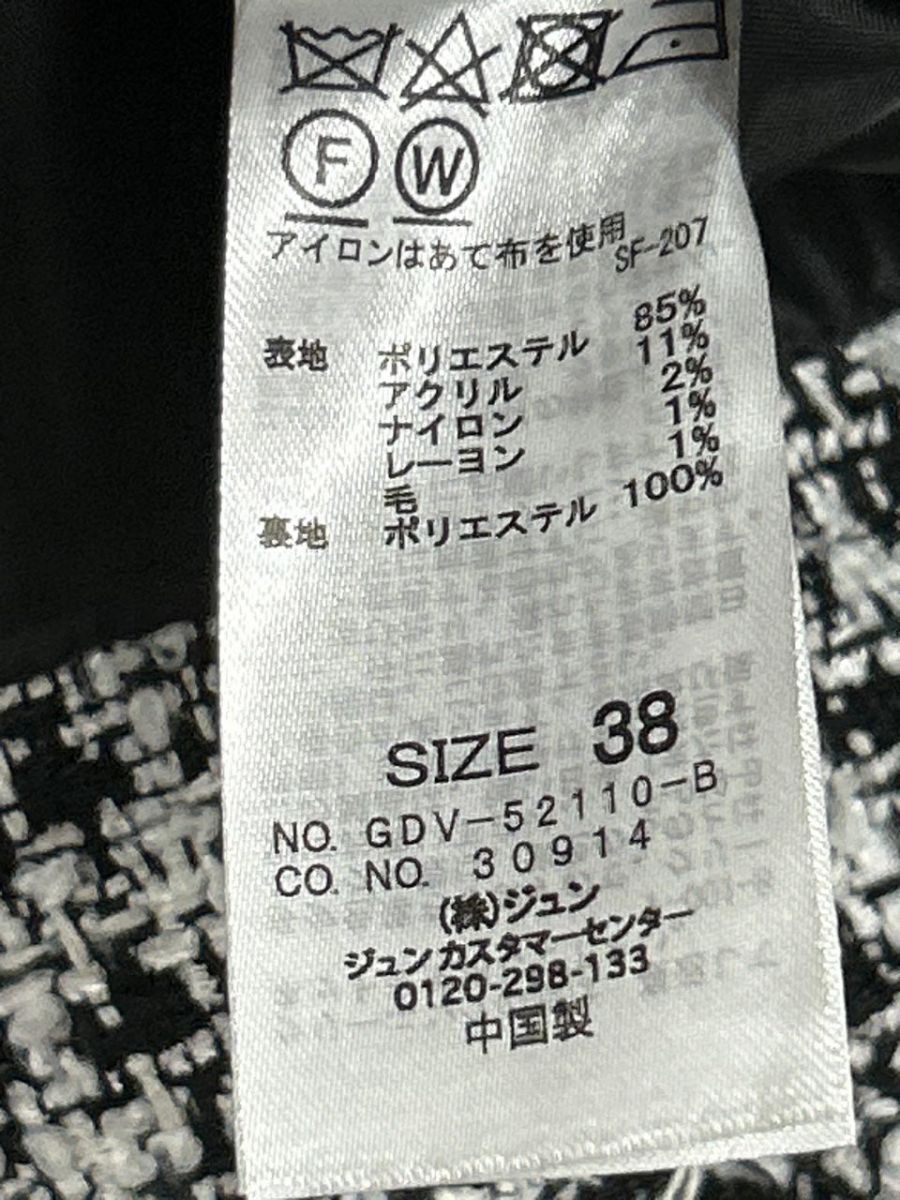 F W
アイロンはあて布を使用
SF-207
表地 ポリエステル 85%
アクリル 11%
ナイロン 2%
レーヨン 1%
毛 1%
裏地 ポリエステル 100%
SIZE 38
NO. GDV-52110-B
CO. NO. 30914
(株)ジュン
ジュンカスタマーセンター
0120-298-133
中国製